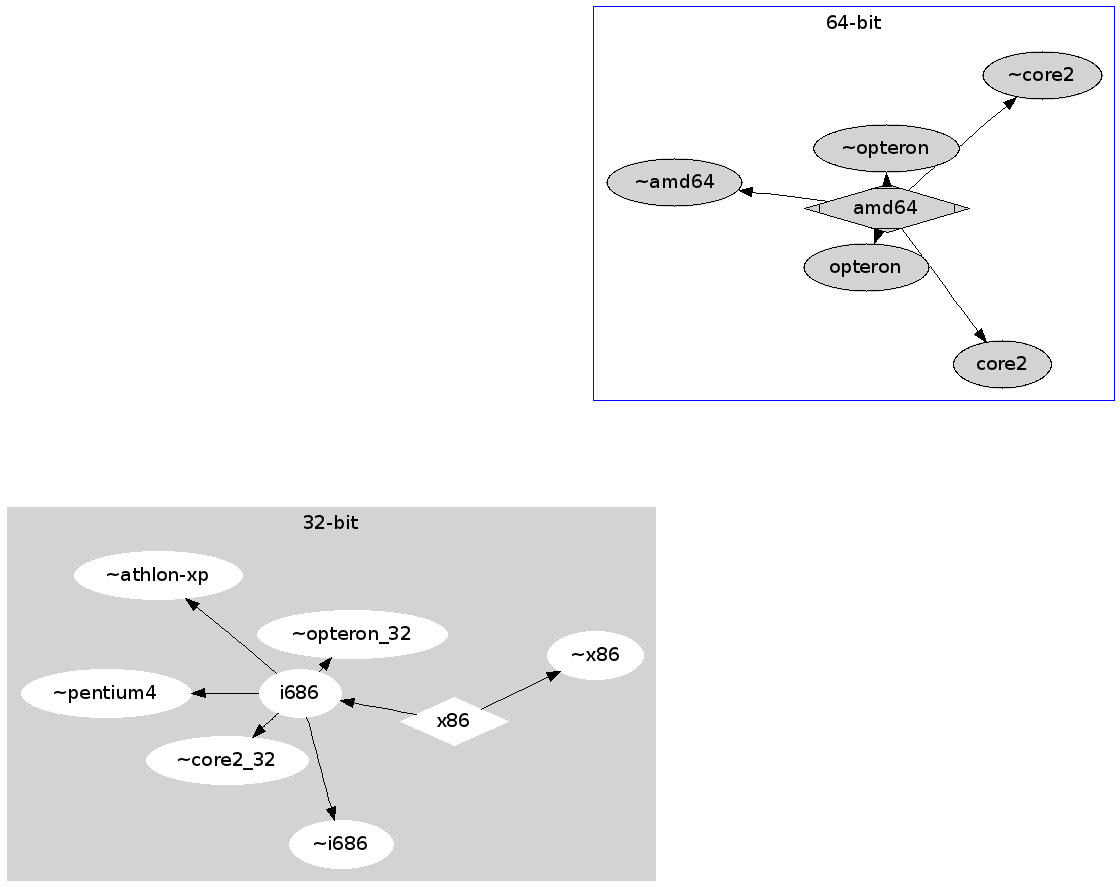 64-bit
~core2
~opteron
~amd64
amd64
opteron
core2
32-bit
~athlon-xp
~opteron_32
~x86
~pentium4
i686
x86
~core2_32
~i686